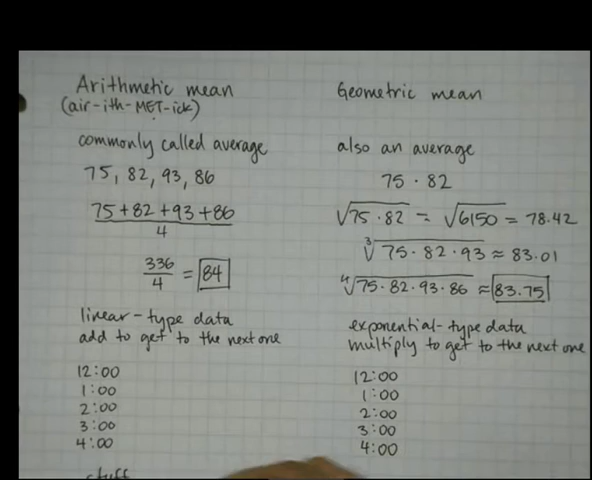 Arithmetic mean
(air-ith-MET-ick)
commonly called average
75, 82, 93, 86
75+82+93+86
4
336
4
= 84
linear-type data
add to get to the next one
12:00
1:00
2:00
3:00
4:00
stuff
Geometric mean
also an average
75 · 82
√75·82 = √6150 = 78.42
∛75·82·93 ≈ 83.01
∜75·82·93·86 ≈ 83.75
exponential-type data
multiply to get to the next one
12:00
1:00
2:00
3:00
4:00